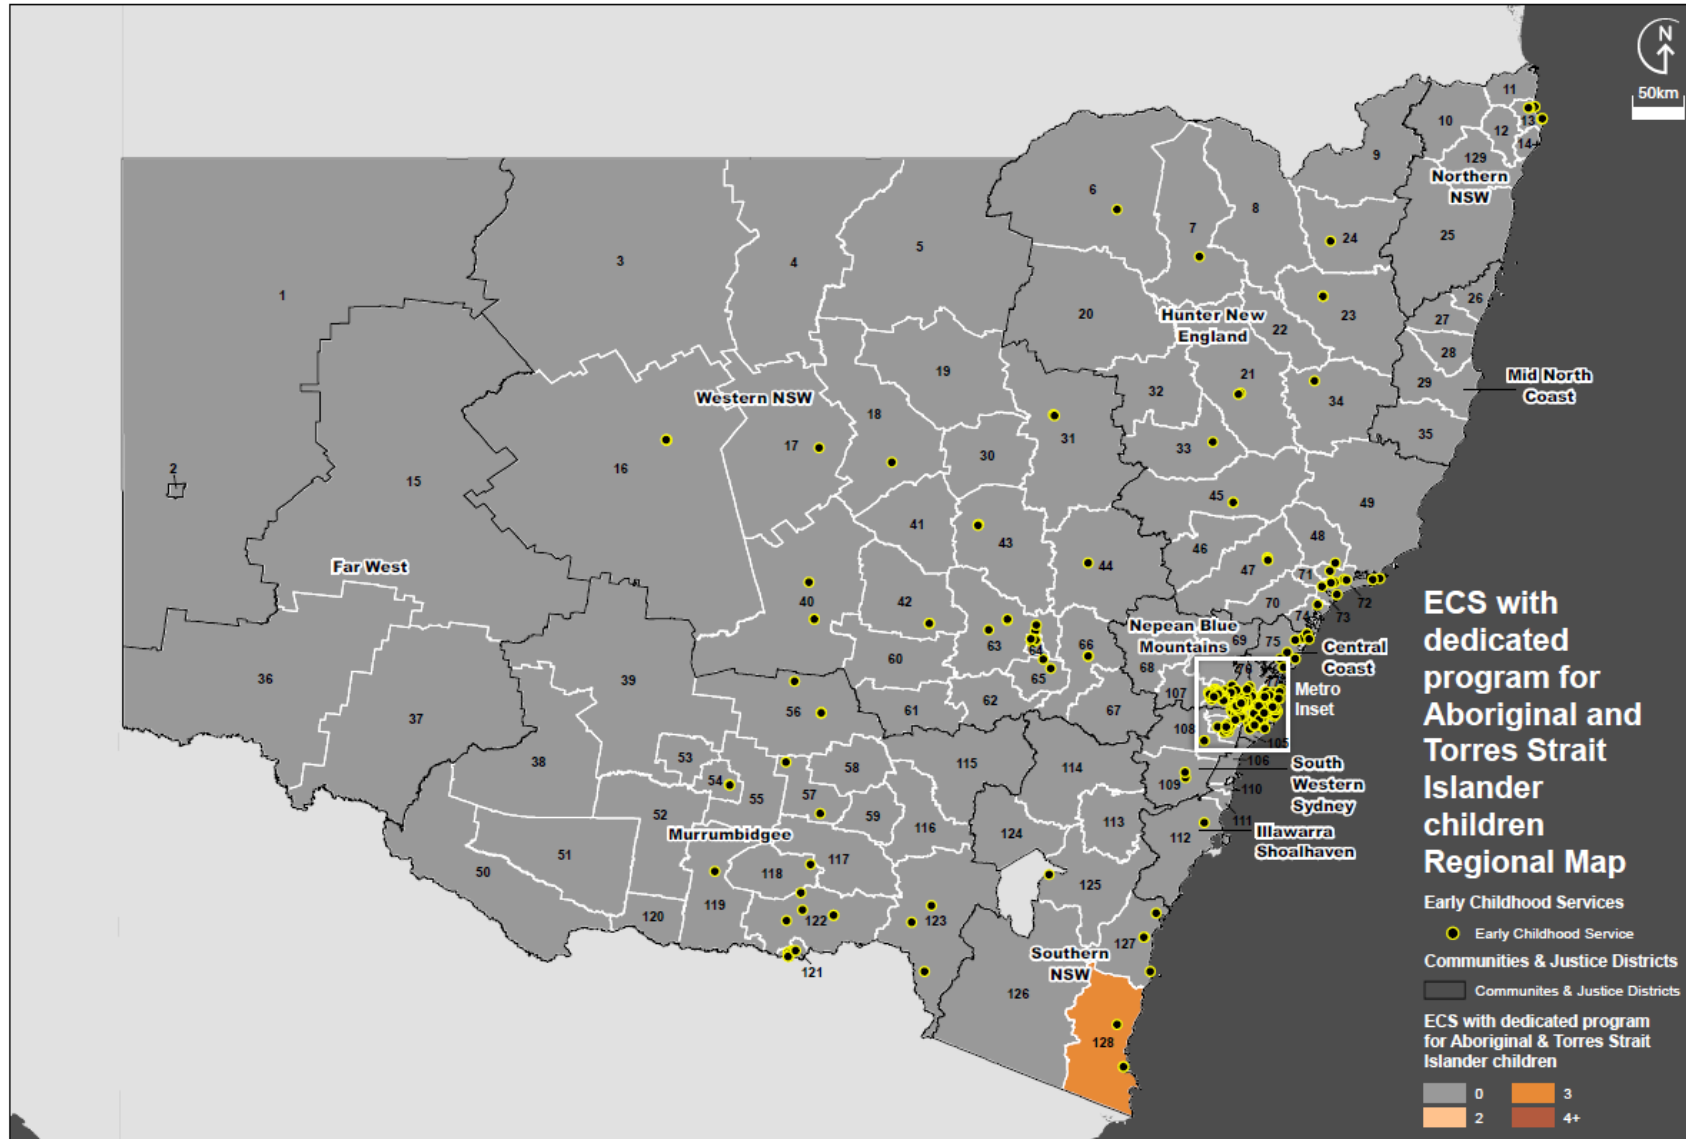 N
50km
11
10
12
13
14
129
Northern
NSW
9
6
8
7
24
25
5
3
4
1
20
Hunter New
England
22
23
26
27
28
19
21
Mid North
Coast
29
32
34
Western NSW
18
31
35
17
33
30
16
2
15
45
49
41
43
48
46
44
47
71
Far West
40
42
70
72
73
74
Nepean Blue
Mountains
69
75
Central
Coast
63
64
66
60
68
65
36
39
62
107
Metro
Inset
37
56
61
67
108
105
38
53
58
115
114
106
South
Western
Sydney
54
109
55
57
110
52
59
111
Murrumbidgee
116
124
113
112
Illawarra
Shoalhaven
51
117
50
118
125
119
120
122
123
127
Southern
NSW
121
126
128
ECS with
dedicated
program for
Aboriginal and
Torres Strait
Islander
children
Regional Map
Early Childhood Services
Early Childhood Service
Communities & Justice Districts
Communites & Justice Districts
ECS with dedicated program
for Aboriginal & Torres Strait
Islander children
0
3
2
4+